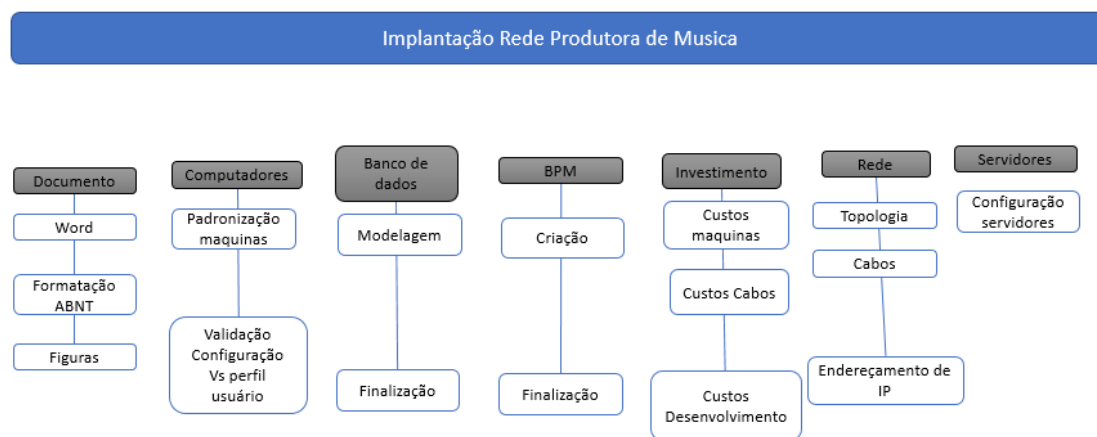 Implantação Rede Produtora de Musica
Documento
Word
Formatação
ABNT
Figuras
Computadores
Padronização
maquinas
Validação
Configuração
Vs perfil
usuário
Banco de
dados
Modelagem
Finalização
BPM
Criação
Finalização
Investimento
Custos
maquinas
Custos Cabos
Custos
Desenvolvimento
Rede
Topologia
Cabos
Endereçamento de
IP
Servidores
Configuração
servidores